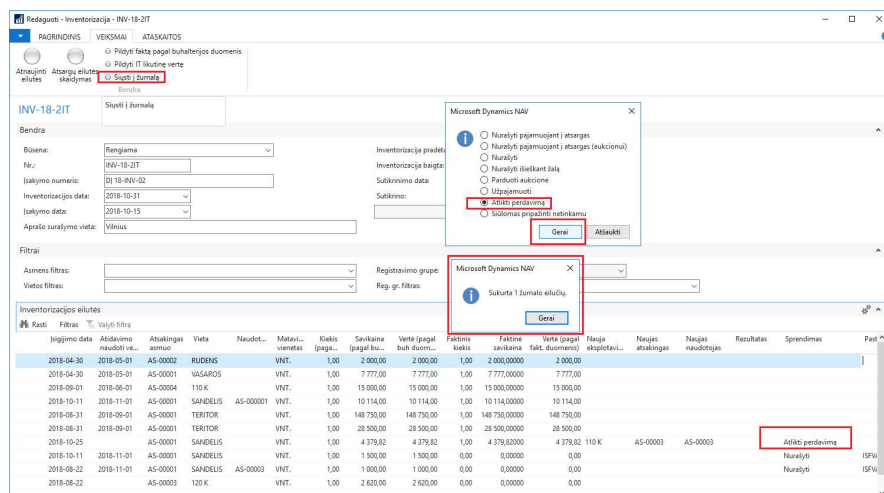 Redaguoti - Inventorizacija - INV-18-2IT
PAGRINDINIS VEIKSMAI ATASKAITOS
Atnaujinti eilutes
Atsargų eilutės skaidymas
Pildyti faktą pagal buhalterijos duomenis
Pildyti IT likutinę vertę
Siųsti į žurnalą
Bendra
Siųsti į žurnalą
INV-18-2IT
Bendra
Būsena: Rengiama
Nr.: INV-18-2IT
Įsakymo numeris: DĮ 18-INV-02
Inventorizacijos data: 2018-10-31
Įsakymo data: 2018-10-15
Aprašo surašymo vieta: Vilnius
Inventorizacija pradėta
Inventorizacija baigta:
Sutikrinimo data:
Sutikrino:
Microsoft Dynamics NAV
Nurašyti pajamuojant į atsargas
Nurašyti pajamuojant į atsargas (aukcionui)
Nurašyti
Nurašyti išieškant žalą
Parduoti aukcione
Užpajamuoti
Atlikti perdavimą
Siūlomas pripažinti netinkamu
Gerai Atšaukti
Filtrai
Asmens filtras:
Vietos filtras:
Registravimo grupė:
Reg. gr. filtras:
Microsoft Dynamics NAV
Sukurta 1 žurnalo eilučių.
Gerai
Inventorizacijos eilutės
Rasti Filtras Valyti filtrą
Įsigijimo data Atidavimo naudoti ve... Atsakingas asmuo Vieta Naudot... Matavi... vienetas Kiekis (paga... Savikaina (pagal bu... Vertė (pagal buh duom... Faktinis kiekis Faktinė savikaina Vertė (pagal fakt. duomenis) Nauja eksplotavi... Naujas atsakingas Naujas naudotojas Rezultatas Sprendimas Past
2018-04-30 2018-05-01 AS-00002 RUDENS VNT. 1,00 2 000,00 2 000,00 1,00 2 000,00000 2 000,00
2018-04-30 2018-05-01 AS-00001 VASAROS VNT. 1,00 7 777,00 7 777,00 1,00 7 777,00000 7 777,00
2018-09-01 2018-06-01 AS-00004 110 K VNT. 1,00 15 000,00 15 000,00 1,00 15 000,00000 15 000,00
2018-10-11 2018-11-01 AS-00001 SANDELIS AS-000001 VNT. 1,00 10 114,00 10 114,00 1,00 10 114,00000 10 114,00
2018-08-31 2018-09-01 AS-00001 TERITOR VNT. 1,00 148 750,00 148 750,00 1,00 148 750,00000 148 750,00
2018-08-31 2018-09-01 AS-00001 TERITOR VNT. 1,00 28 500,00 28 500,00 1,00 28 500,00000 28 500,00
2018-10-25 AS-00001 SANDELIS VNT. 1,00 4 379,82 4 379,82 1,00 4 379,82000 4 379,82 110 K AS-00003 AS-00003 Atlikti perdavimą
2018-10-11 2018-11-01 AS-00001 SANDELIS VNT. 1,00 1 500,00 1 500,00 0,00 0,00000 0,00 Nurašyti ISFV
2018-08-22 2018-11-01 AS-00001 SANDELIS AS-00003 VNT. 1,00 1 000,00 1 000,00 0,00 0,00000 0,00 Nurašyti ISFV
2018-08-22 AS-00003 120 K VNT. 1,00 2 620,00 2 620,00 0,00 0,00000 0,00